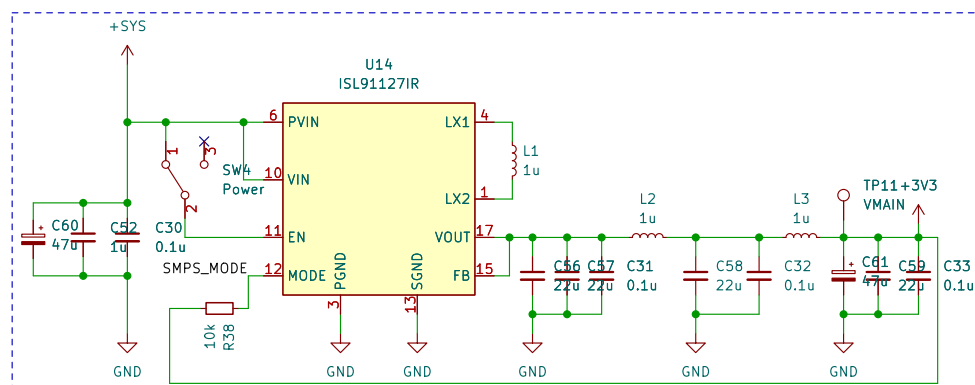 +SYS
U14
ISL91127IR
6
PVIN
LX1
4
L1
1u
1
3
SW4
Power
10
VIN
LX2
1
2
TP11
+3V3
VMAIN
L2
1u
L3
1u
11
EN
VOUT
17
C60
47u
C52
1u
C30
0.1u
SMPS_MODE
12
MODE
PGND
SGND
FB
15
C56
22u
C57
22u
C31
0.1u
C58
22u
C32
0.1u
C61
47u
C59
22u
C33
0.1u
10k
R38
3
13
GND
GND
GND
GND
GND
GND